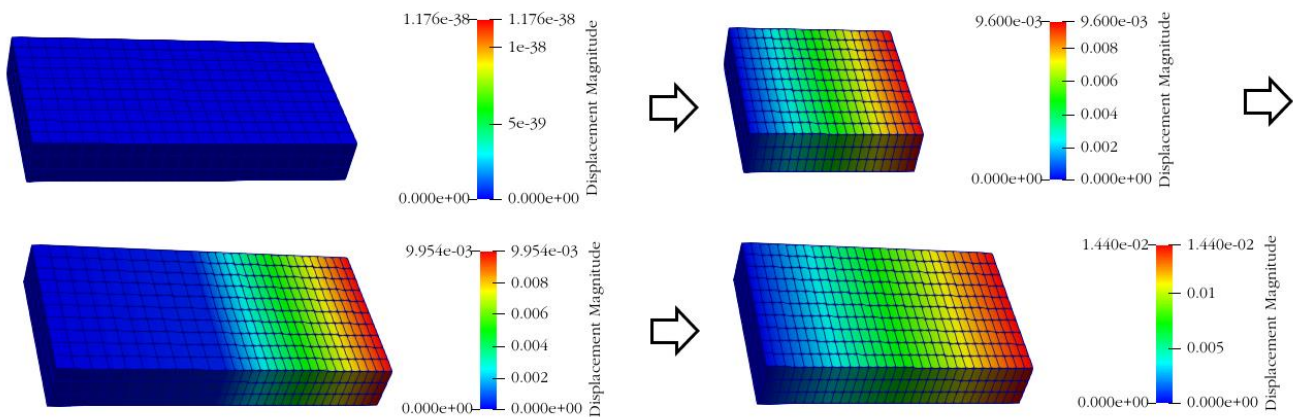 1.176e-38 1.176e-38
1e-38
5e-39
0.000e+00 0.000e+00
Displacement Magnitude
9.600e-03 9.600e-03
0.008
0.006
0.004
0.002
0.000e+00 0.000e+00
Displacement Magnitude
9.954e-03 9.954e-03
0.008
0.006
0.004
0.002
0.000e+00 0.000e+00
Displacement Magnitude
1.440e-02 1.440e-02
0.01
0.005
0.000e+00 0.000e+00
Displacement Magnitude